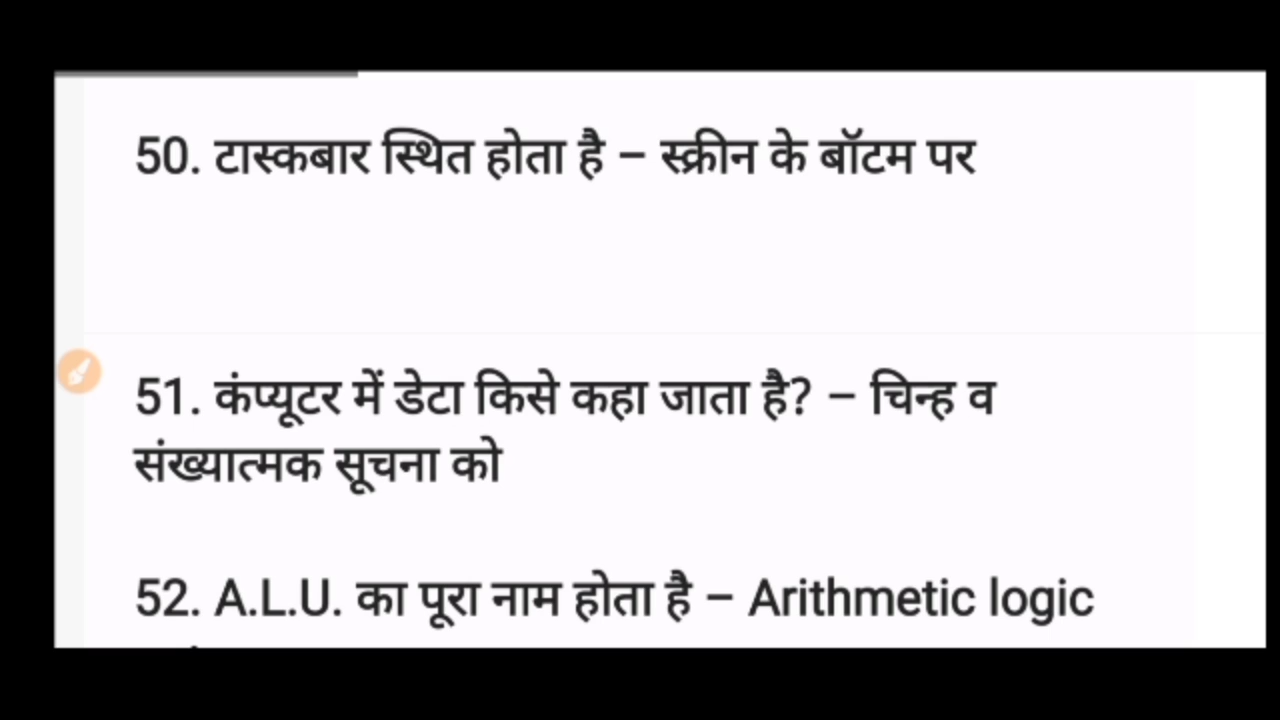 50. टास्कबार स्थित होता है – स्क्रीन के बॉटम पर
51. कंप्यूटर में डेटा किसे कहा जाता है? – चिन्ह व
संख्यात्मक सूचना को
52. A.L.U. का पूरा नाम होता है – Arithmetic logic